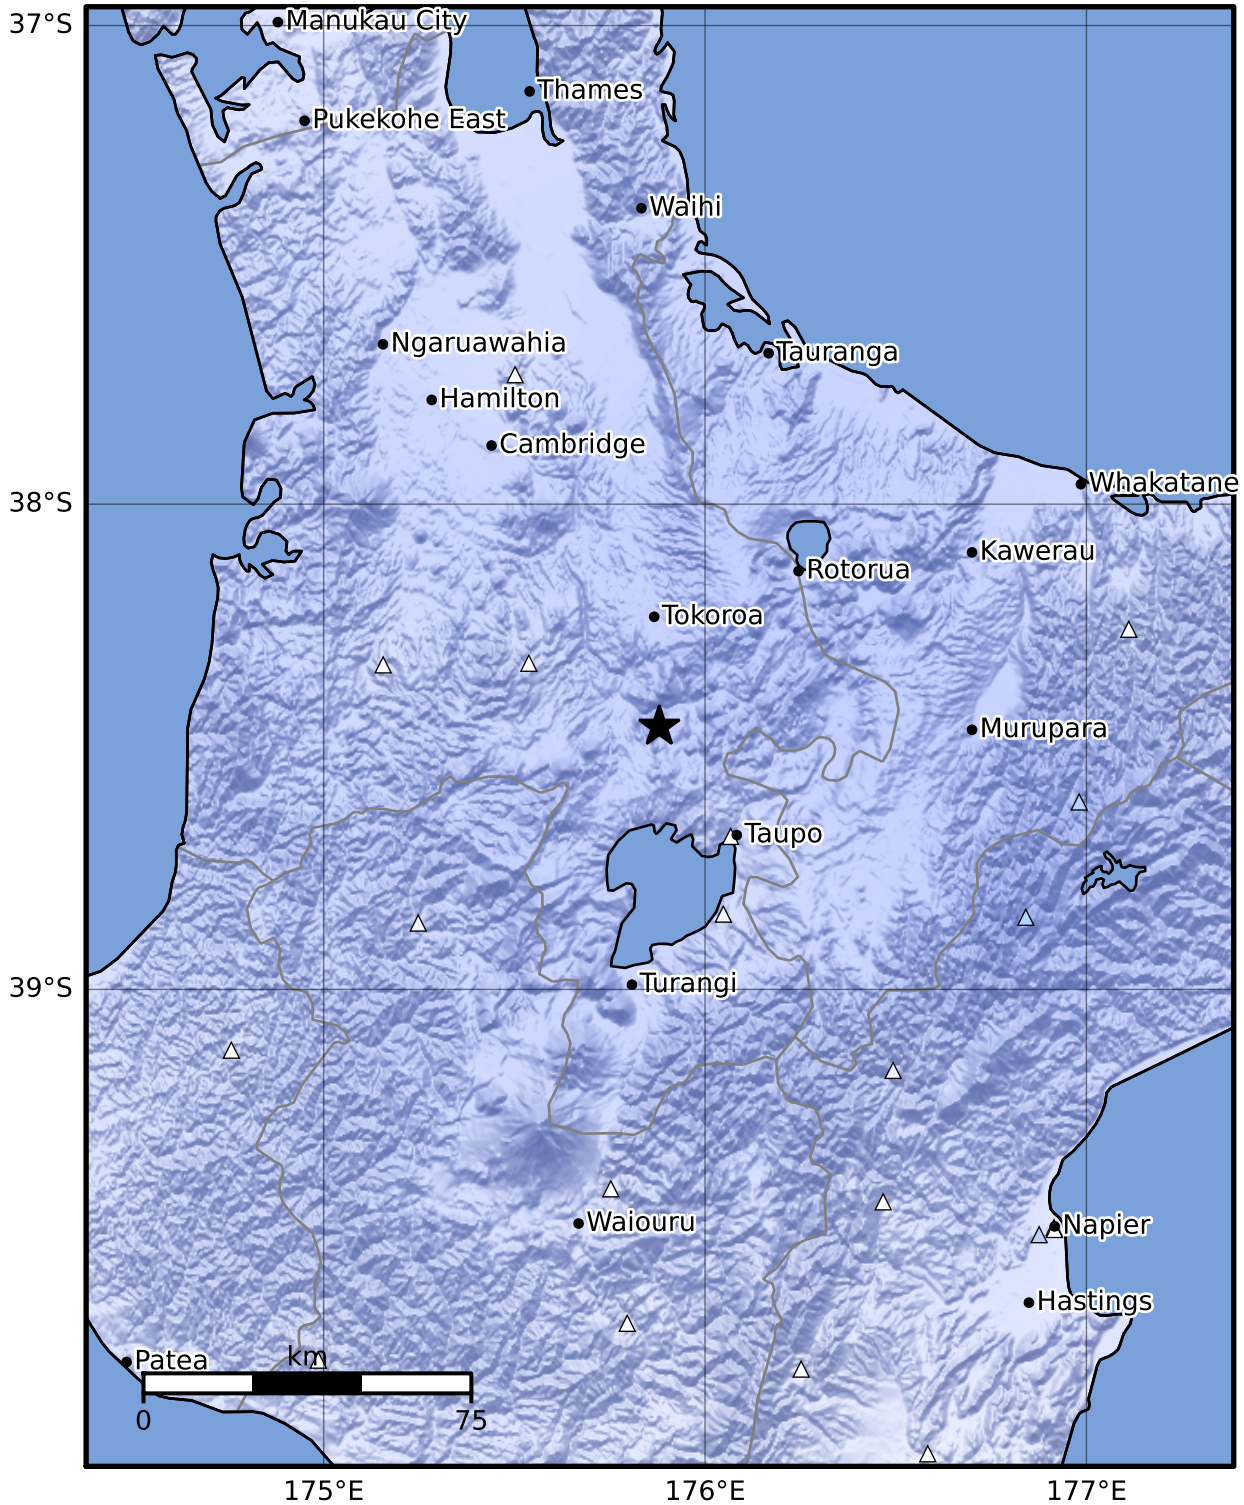 37°S
Manukau City
Thames
Pukekohe East
Waihi
Ngaruawahia
Tauranga
Hamilton
Cambridge
Whakatane
38°S
Kawerau
Rotorua
Tokoroa
Murupara
Taupo
Turangi
39°S
Waiouru
Napier
Hastings
km
Patea
0
75
175°E
176°E
177°E